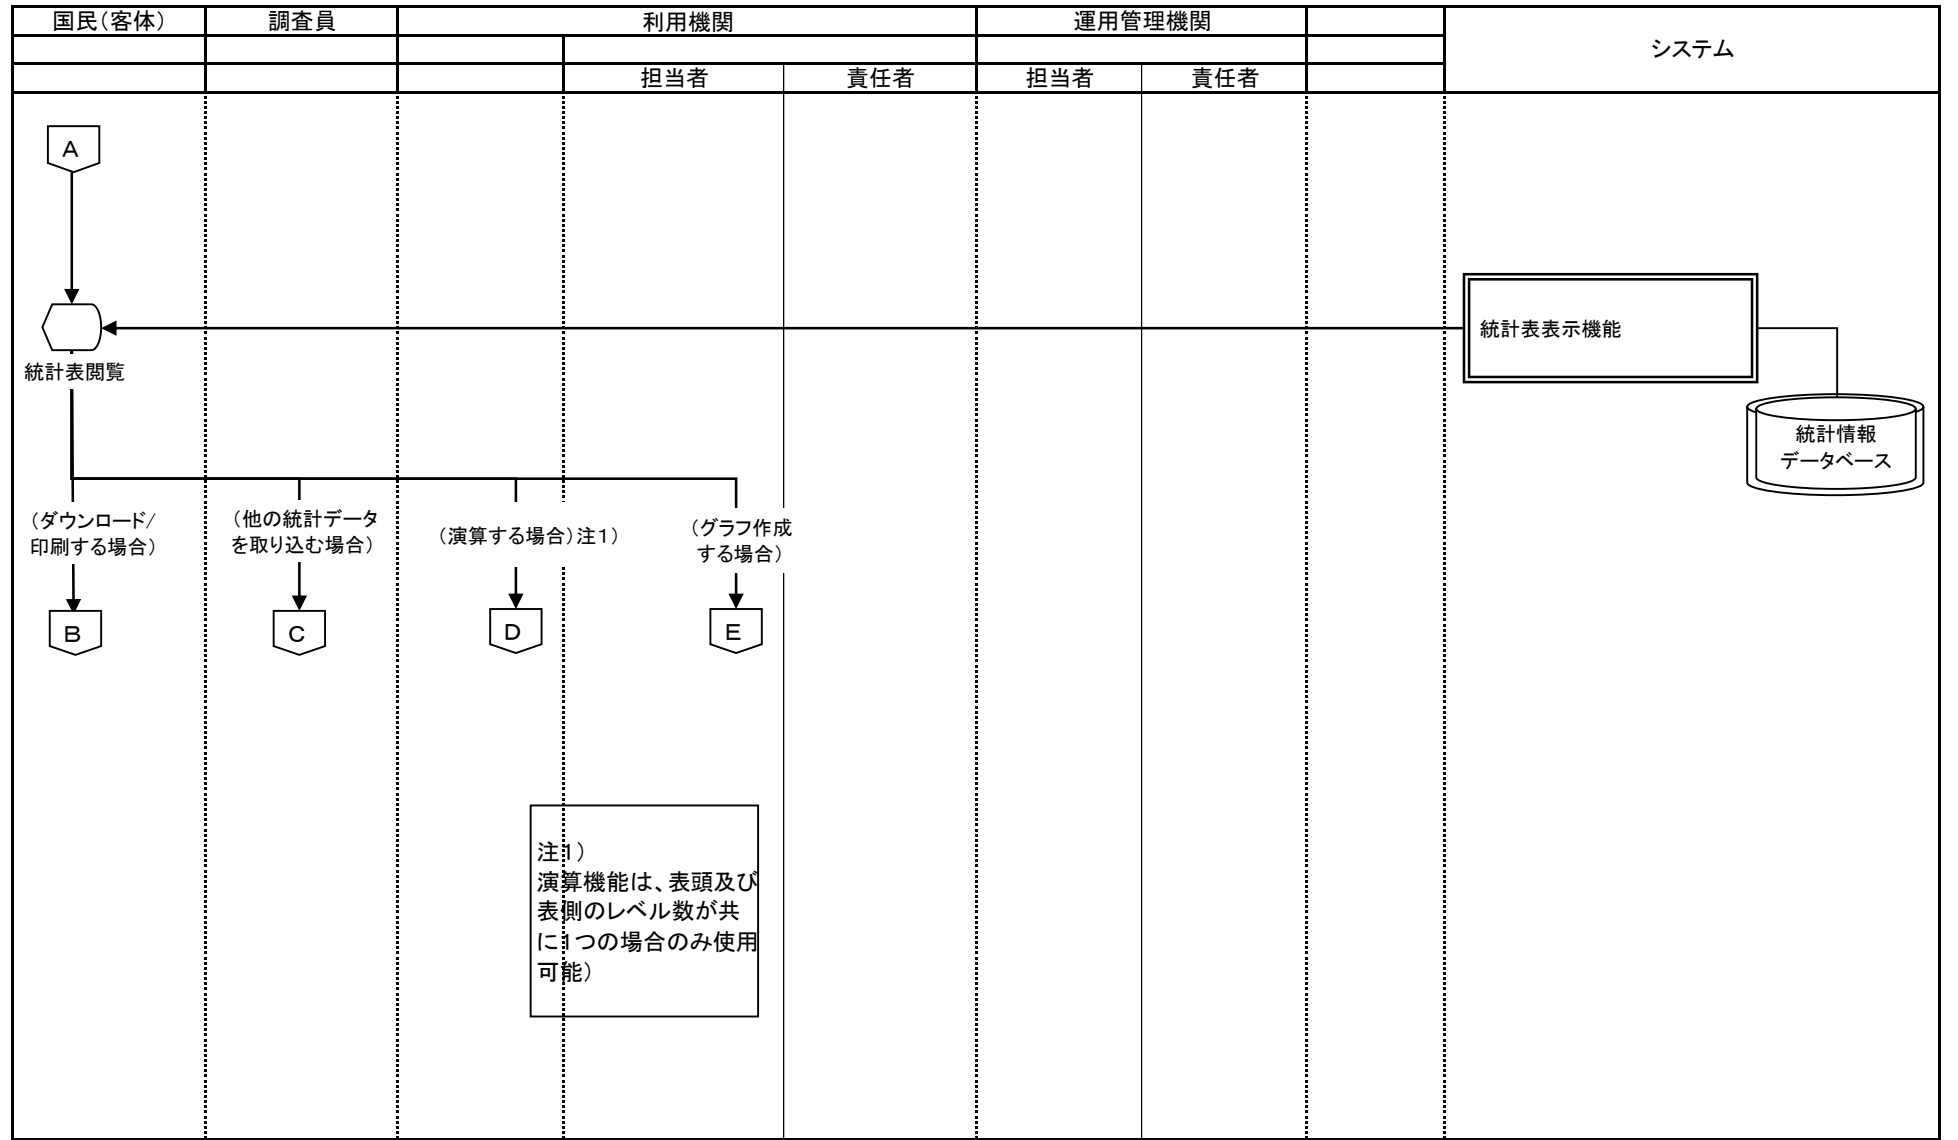 国民（客体）
調査員
利用機関
運用管理機関
システム
担当者
責任者
担当者
責任者
A
統計表表示機能
統計表閲覧
統計情報
データベース
（ダウンロード/
印刷する場合）
（他の統計データ
を取り込む場合）
（演算する場合）注１）
（グラフ作成
する場合）
B
C
D
E
注１）
演算機能は、表頭及び
表側のレベル数が共
に１つの場合のみ使用
可能）